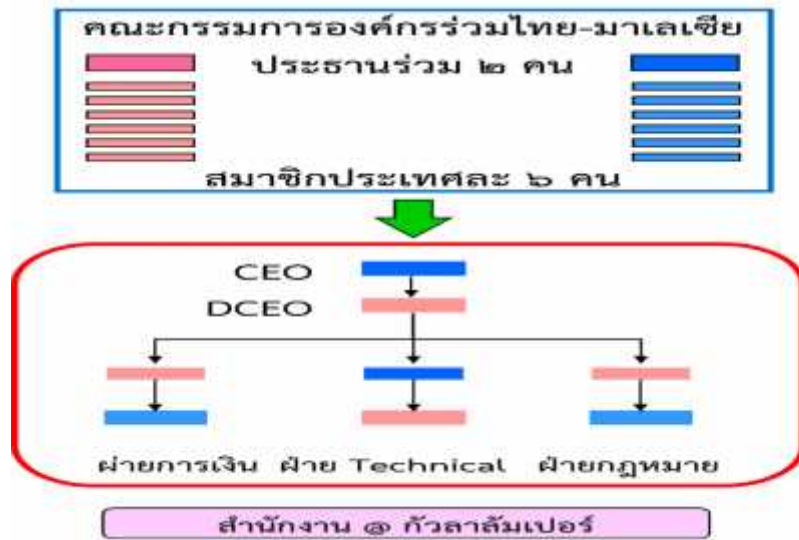 คณะกรรมการองค์กรร่วมไทย-มาเลเซีย
ประธานร่วม ๒ คน
สมาชิกประเทศละ ๖ คน
CEO
DCEO
ฝ่ายการเงิน ฝ่าย Technical ฝ่ายกฎหมาย
สำนักงาน @ กัวลาลัมเปอร์